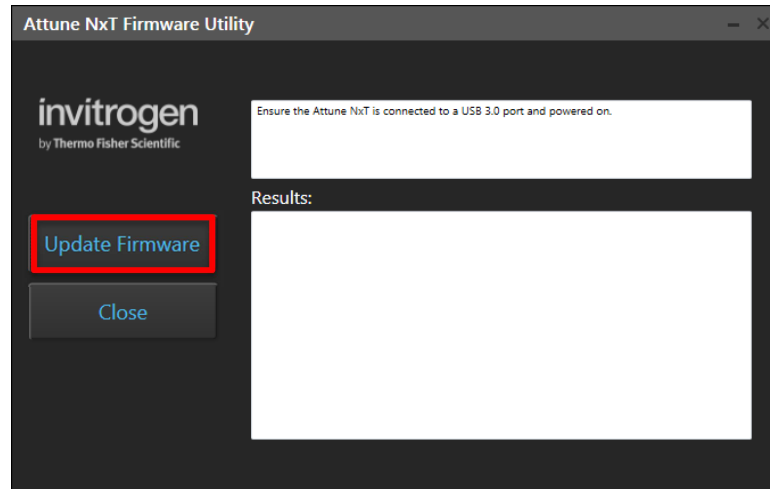 Attune NxT Firmware Utility
invitrogen
by Thermo Fisher Scientific
Ensure the Attune NxT is connected to a USB 3.0 port and powered on.
Results:
Update Firmware
Close